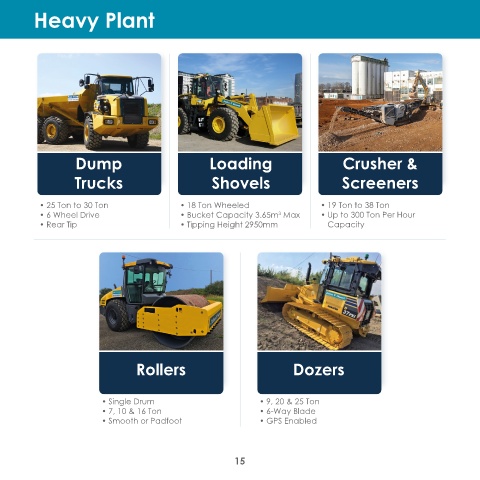 Heavy Plant
Dump
Trucks
• 25 Ton to 30 Ton
• 6 Wheel Drive
• Rear Tip
Loading
Shovels
• 18 Ton Wheeled
• Bucket Capacity 3.65m³ Max
• Tipping Height 2950mm
Crusher &
Screeners
• 19 Ton to 38 Ton
• Up to 300 Ton Per Hour
Capacity
Rollers
• Single Drum
• 7, 10 & 16 Ton
• Smooth or Padfoot
Dozers
• 9, 20 & 25 Ton
• 6-Way Blade
• GPS Enabled
15